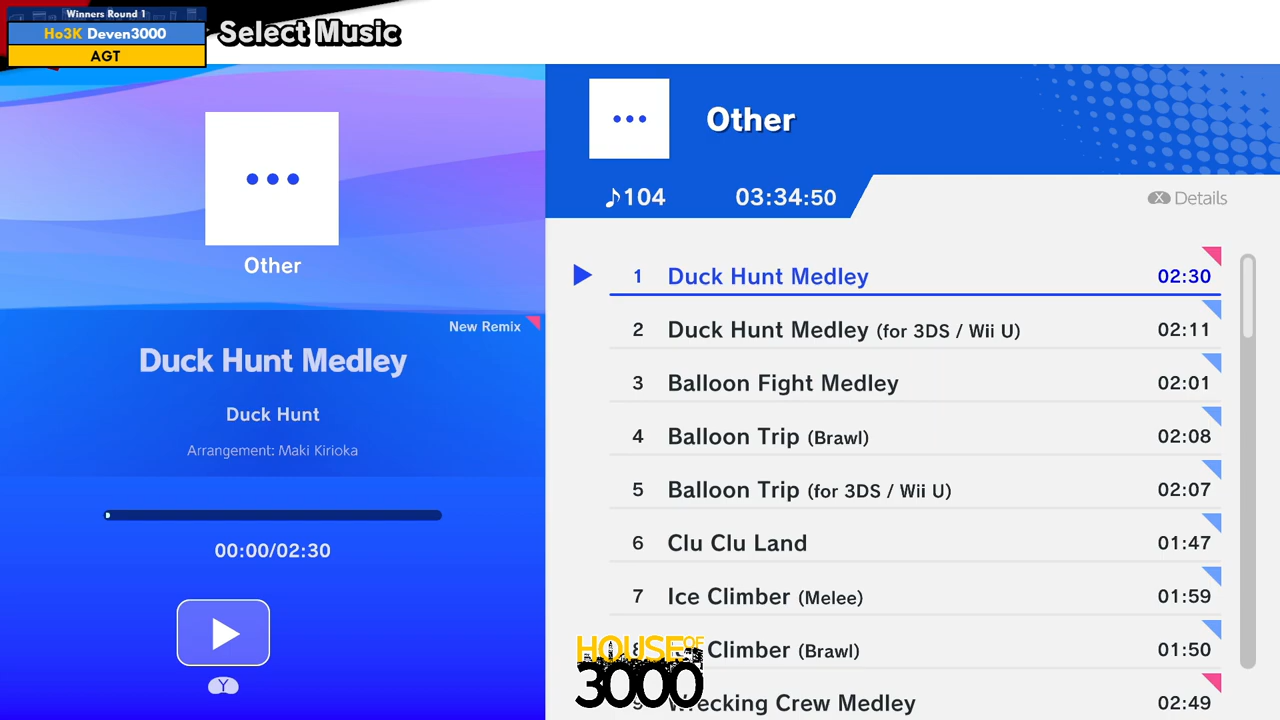 Winners Round 1
Ho3K Deven3000
AGT
Select Music
Other
New Remix
Duck Hunt Medley
Duck Hunt
Arrangement: Maki Kirioka
00:00/02:30
Y
Other
♪104 03:34:50
X Details
1 Duck Hunt Medley 02:30
2 Duck Hunt Medley (for 3DS / Wii U) 02:11
3 Balloon Fight Medley 02:01
4 Balloon Trip (Brawl) 02:08
5 Balloon Trip (for 3DS / Wii U) 02:07
6 Clu Clu Land 01:47
7 Ice Climber (Melee) 01:59
8 Climber (Brawl) 01:50
9 Wrecking Crew Medley 02:49
HOUSE OF
3000